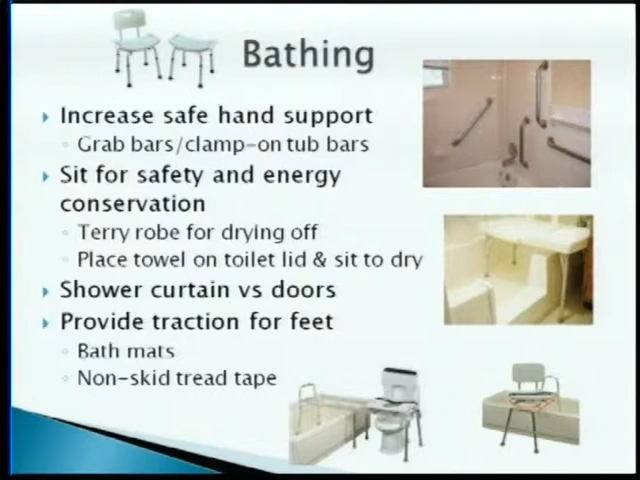 Bathing
Increase safe hand support
Grab bars/clamp-on tub bars
Sit for safety and energy
conservation
Terry robe for drying off
Place towel on toilet lid & sit to dry
Shower curtain vs doors
Provide traction for feet
Bath mats
Non-skid tread tape